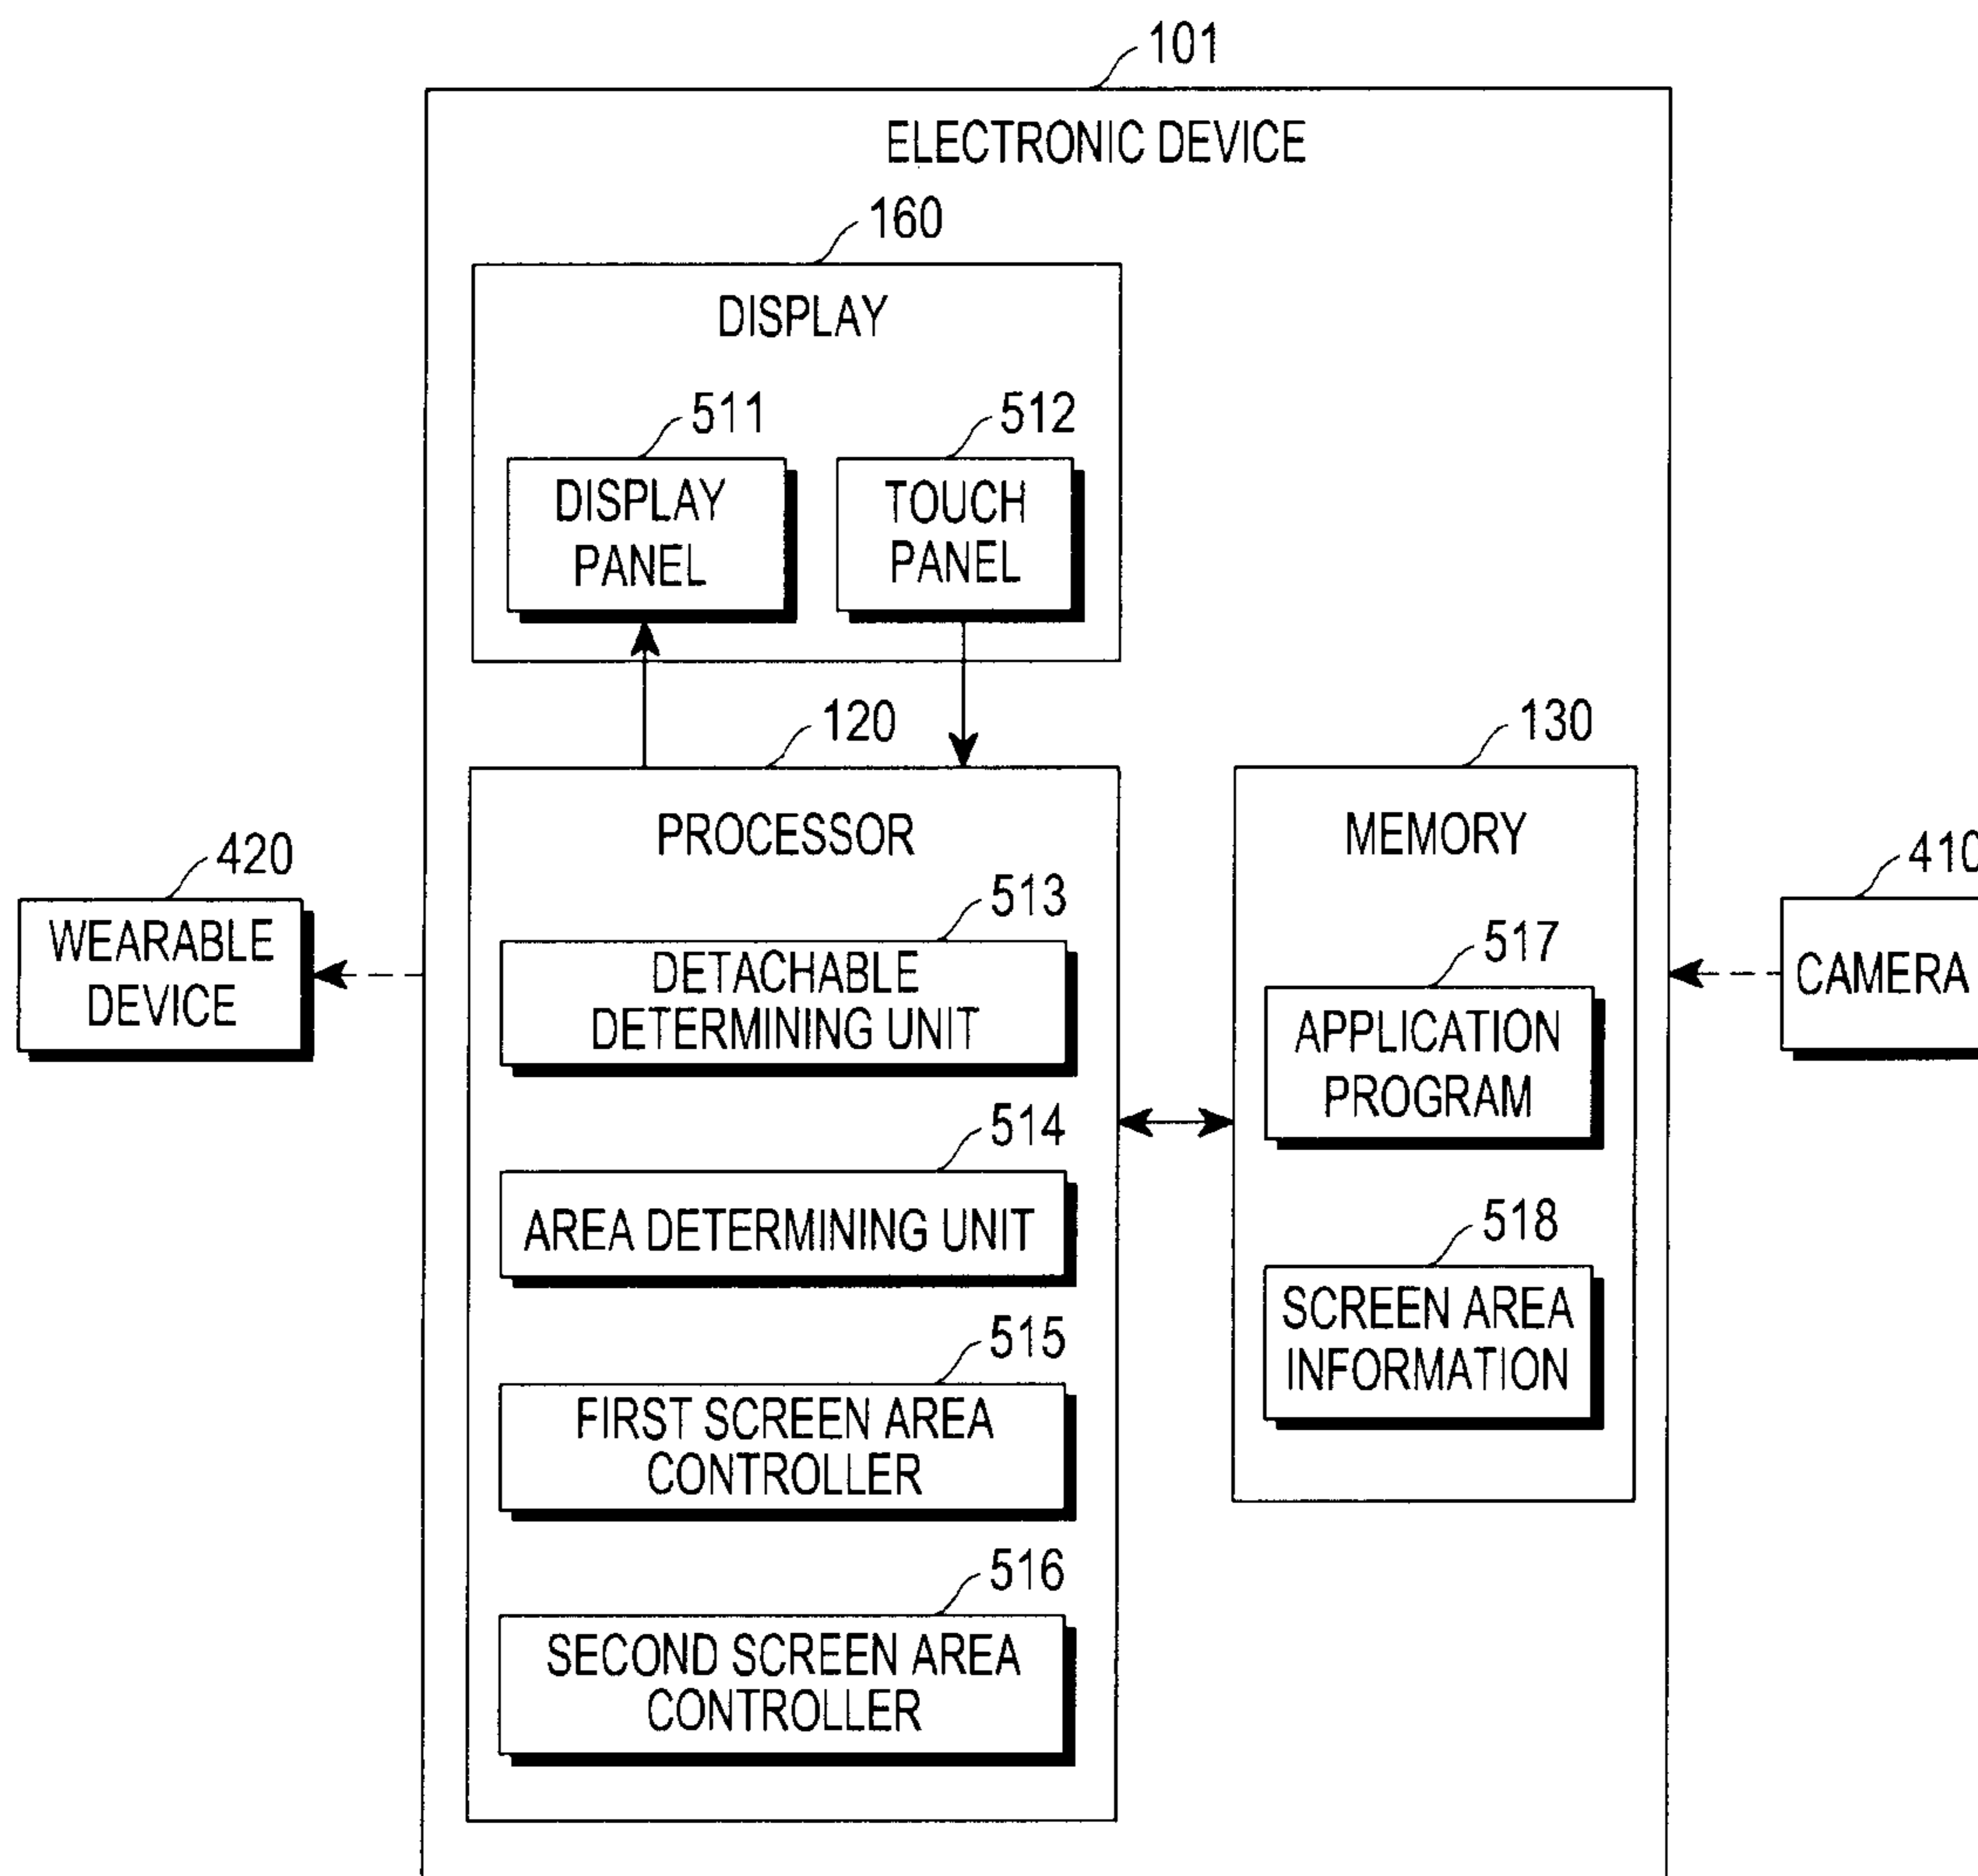 101
ELECTRONIC DEVICE
160
DISPLAY
511
512
DISPLAY
PANEL
TOUCH
PANEL
120
130
PROCESSOR
MEMORY
420
410
WEARABLE
DEVICE
CAMERA
513
DETACHABLE
DETERMINING UNIT
517
APPLICATION
PROGRAM
514
AREA DETERMINING UNIT
518
SCREEN AREA
INFORMATION
515
FIRST SCREEN AREA
CONTROLLER
516
SECOND SCREEN AREA
CONTROLLER